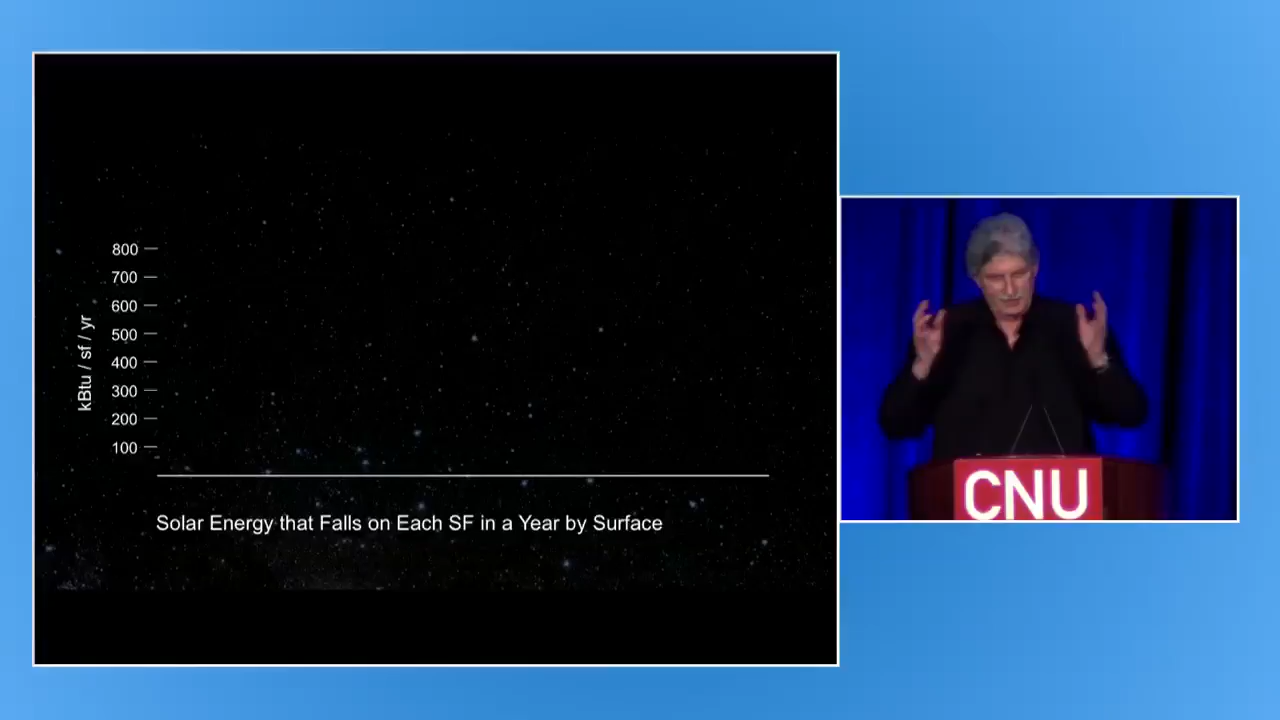 800
700
600
500
400
300
200
100
kBtu / sf / yr
Solar Energy that Falls on Each SF in a Year by Surface
CNU